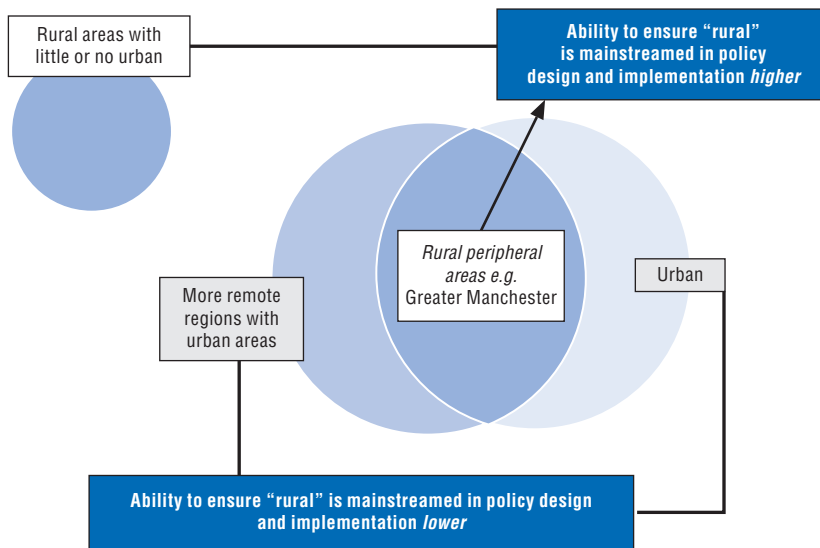 Rural areas with
little or no urban
Ability to ensure “rural”
is mainstreamed in policy
design and implementation higher
Rural peripheral
areas e.g.
Greater Manchester
Urban
More remote
regions with
urban areas
Ability to ensure “rural” is mainstreamed in policy design
and implementation lower